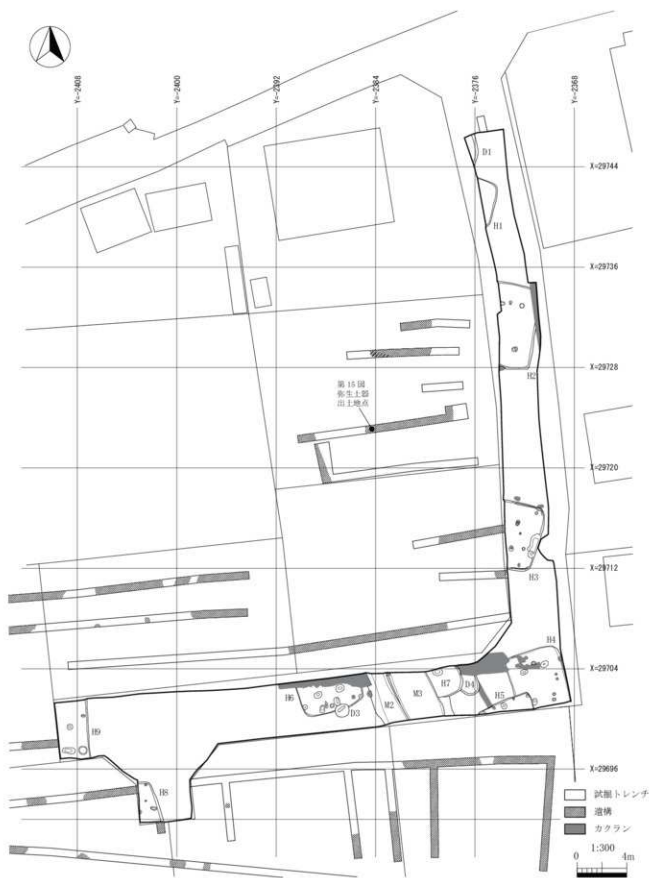 Y=-2408
Y=-2400
Y=-2392
Y=-2384
Y=-2376
Y=-2368
D1
X=29744
H1
X=29736
X=29728
H2
第15図
弥生土器
出土地点
X=29720
X=29712
H3
H4
X=29704
H6
H7
D4
M3
M2
H5
D3
H9
X=29696
H8
試掘トレンチ
遺構
カクラン
1:300
0 4m